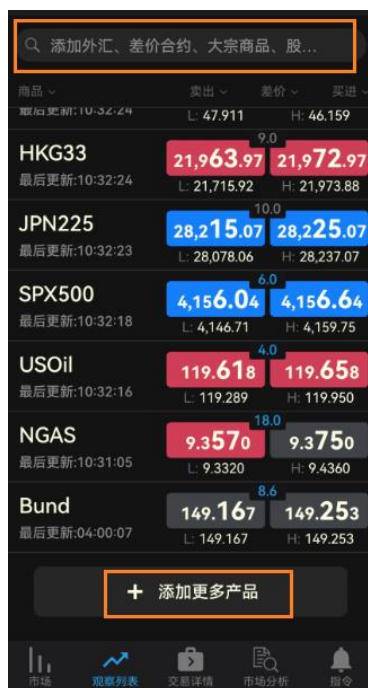 添加外汇、差价合约、大宗商品、股...
商品 卖出 差价 买进
最后更新:10:32:24 L: 47.911 H: 46.159
9.0
HKG33 21,963.97 21,972.97
最后更新:10:32:24 L: 21,715.92 H: 21,973.88
10.0
JPN225 28,215.07 28,225.07
最后更新:10:32:23 L: 28,078.06 H: 28,237.07
6.0
SPX500 4,156.04 4,156.64
最后更新:10:32:18 L: 4,146.71 H: 4,159.75
4.0
USOil 119.618 119.658
最后更新:10:32:16 L: 119.289 H: 119.950
18.0
NGAS 9.3570 9.3750
最后更新:10:31:05 L: 9.3320 H: 9.4360
8.6
Bund 149.167 149.253
最后更新:04:00:07 L: 149.167 H: 149.253
+ 添加更多产品
市场 观察列表 交易详情 市场分析 指令